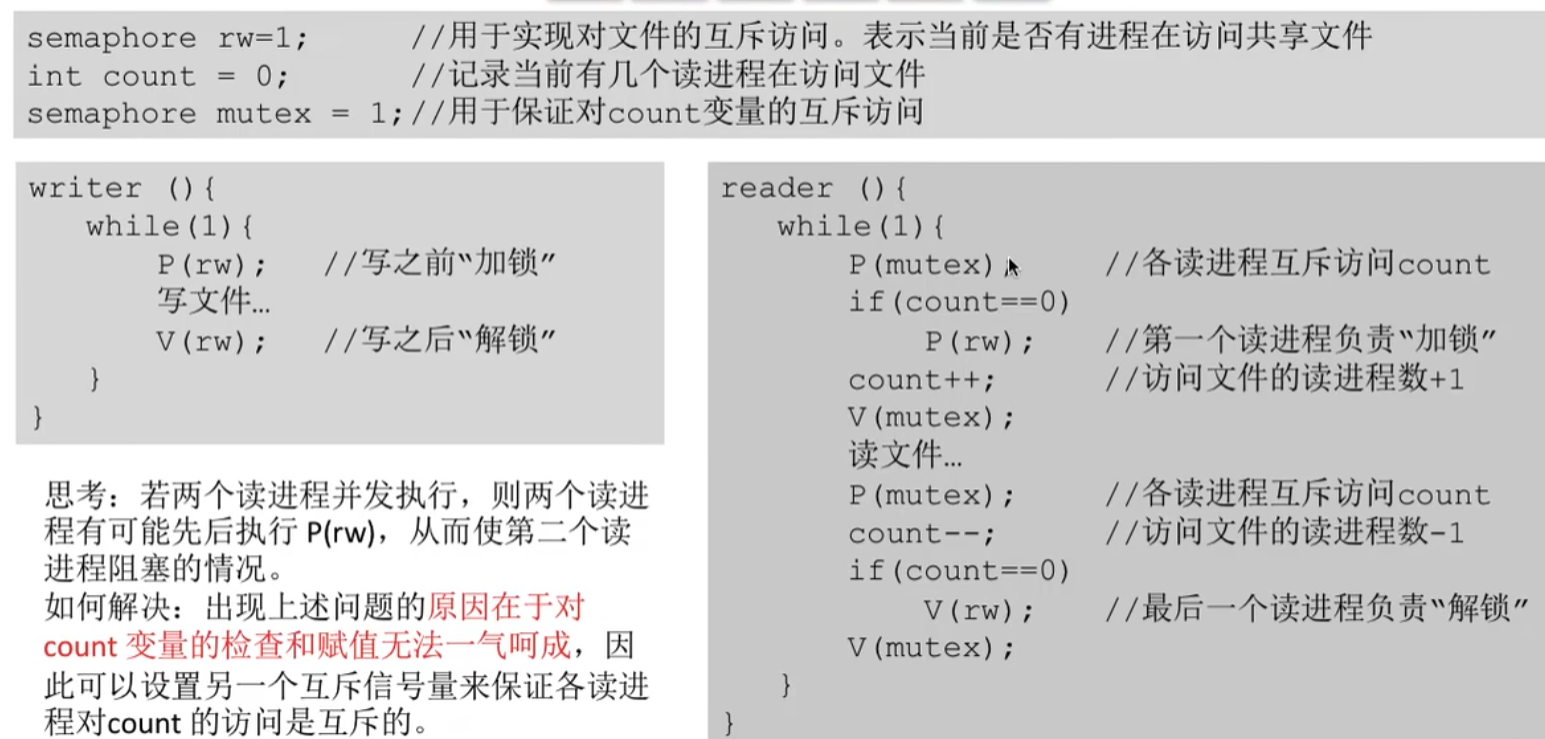 semaphore rw=1;      //用于实现对文件的互斥访问。表示当前是否有进程在访问共享文件
int count = 0;       //记录当前有几个读进程在访问文件
semaphore mutex = 1;//用于保证对count变量的互斥访问
writer (){
while(1){
P(rw);   //写之前“加锁”
写文件…
V(rw);   //写之后“解锁”
}
}
思考：若两个读进程并发执行，则两个读进
程有可能先后执行 P(rw)，从而使第二个读
进程阻塞的情况。
如何解决：出现上述问题的原因在于对
count 变量的检查和赋值无法一气呵成，因
此可以设置另一个互斥信号量来保证各读进
程对count 的访问是互斥的。
reader (){
while(1){
P(mutex);      //各读进程互斥访问count
if(count==0)
P(rw);    //第一个读进程负责“加锁”
count++;      //访问文件的读进程数+1
V(mutex);
读文件…
P(mutex);     //各读进程互斥访问count
count--;      //访问文件的读进程数-1
if(count==0)
V(rw);    //最后一个读进程负责“解锁”
V(mutex);
}
}